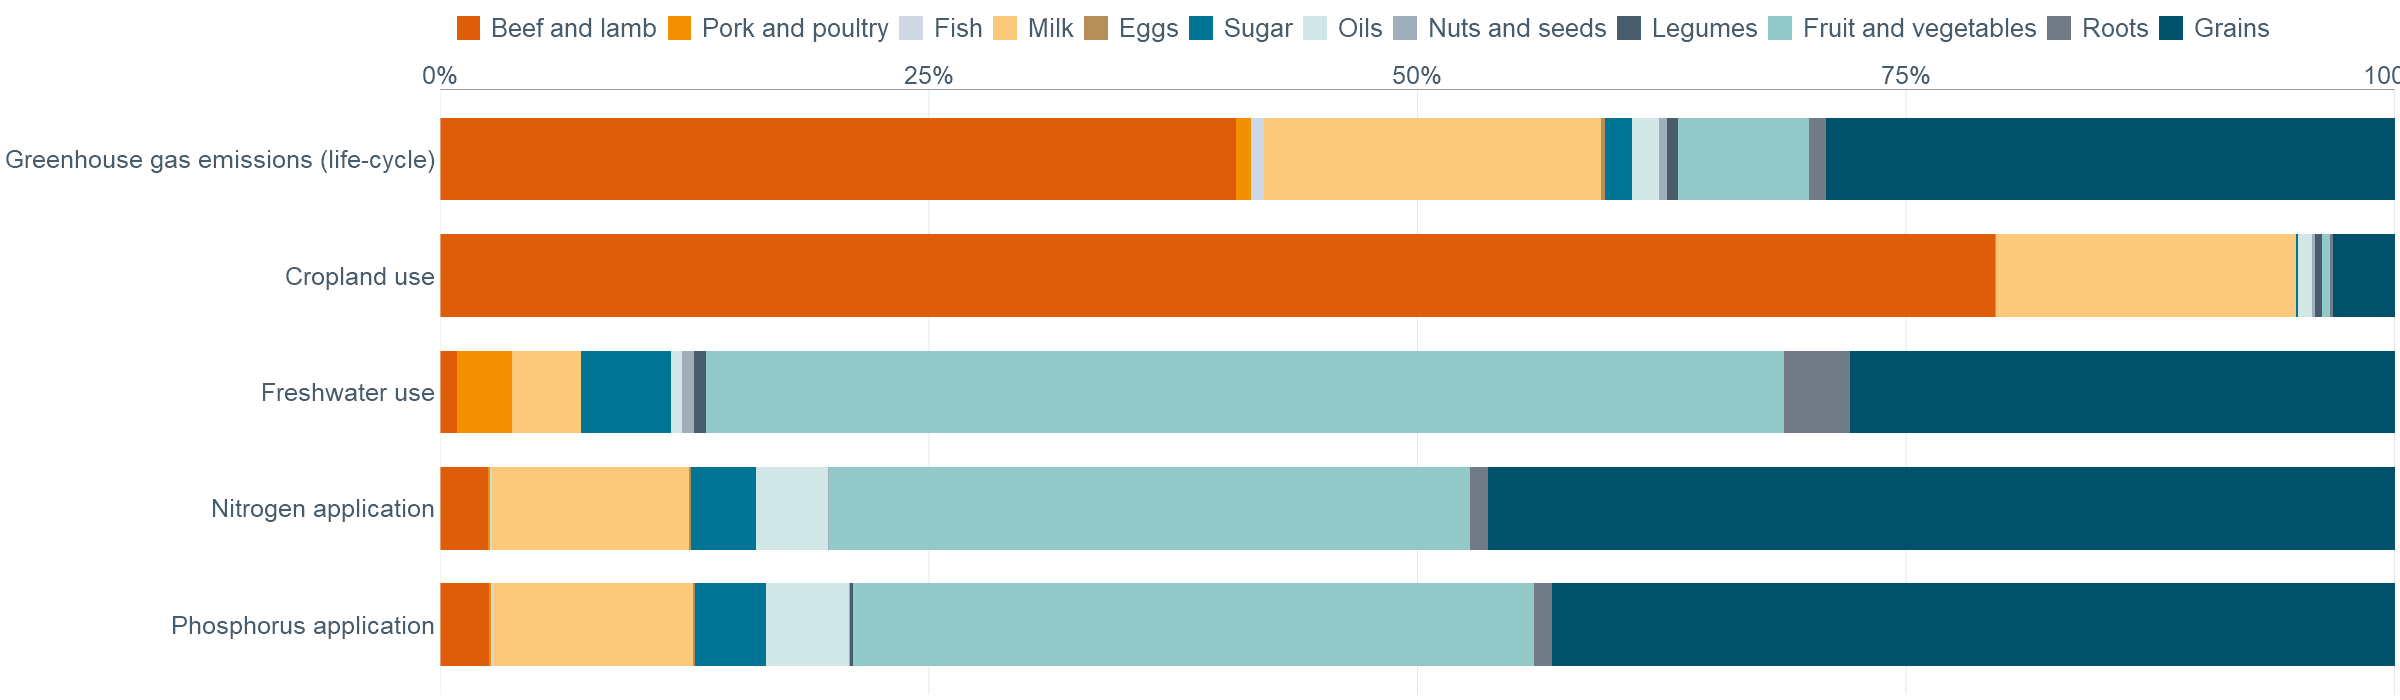 Beef and lamb Pork and poultry Fish Milk Eggs Sugar Oils Nuts and seeds Legumes Fruit and vegetables Roots Grains
0% 25% 50% 75% 100
Greenhouse gas emissions (life-cycle)
Cropland use
Freshwater use
Nitrogen application
Phosphorus application